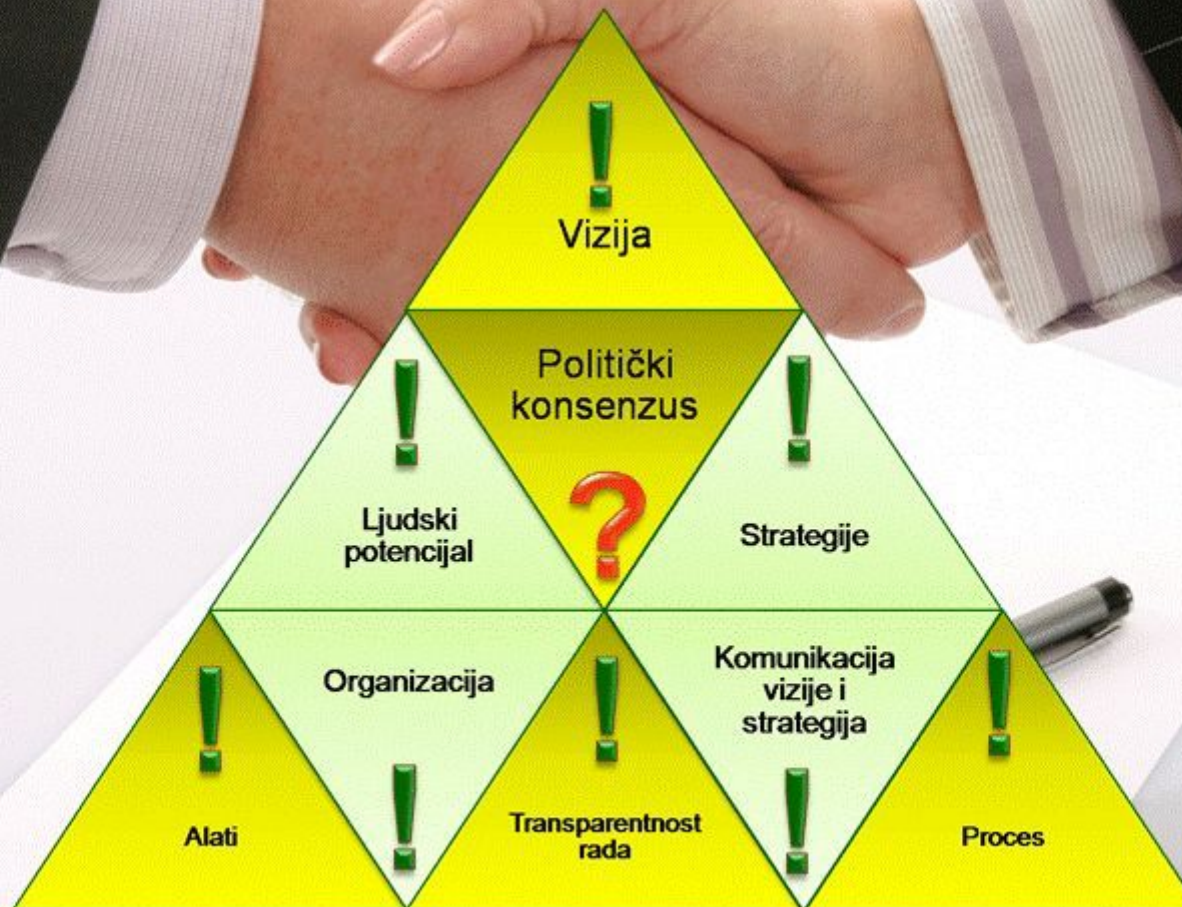 !
Vizija
Politički
konsenzus
?
!
Ljudski
potencijal
!
Strategije
!
Alati
Organizacija
!
!
Transparentnost
rada
Komunikacija
vizije i
strategija
!
!
Proces